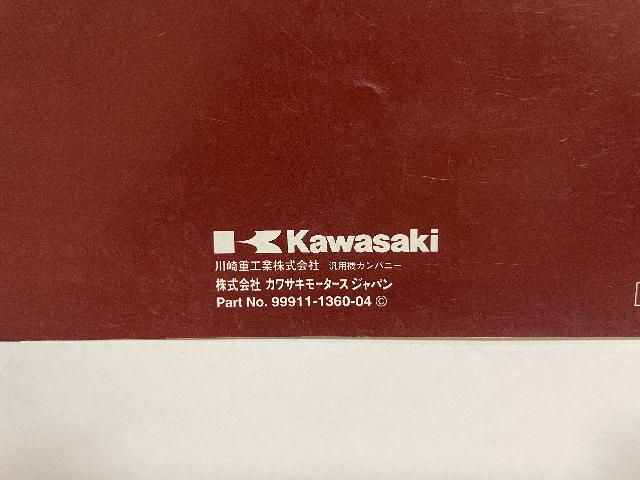 Kawasaki
川崎重工業株式会社 汎用機カンパニー
株式会社 カワサキモータース ジャパン
Part No. 99911-1360-04 ©